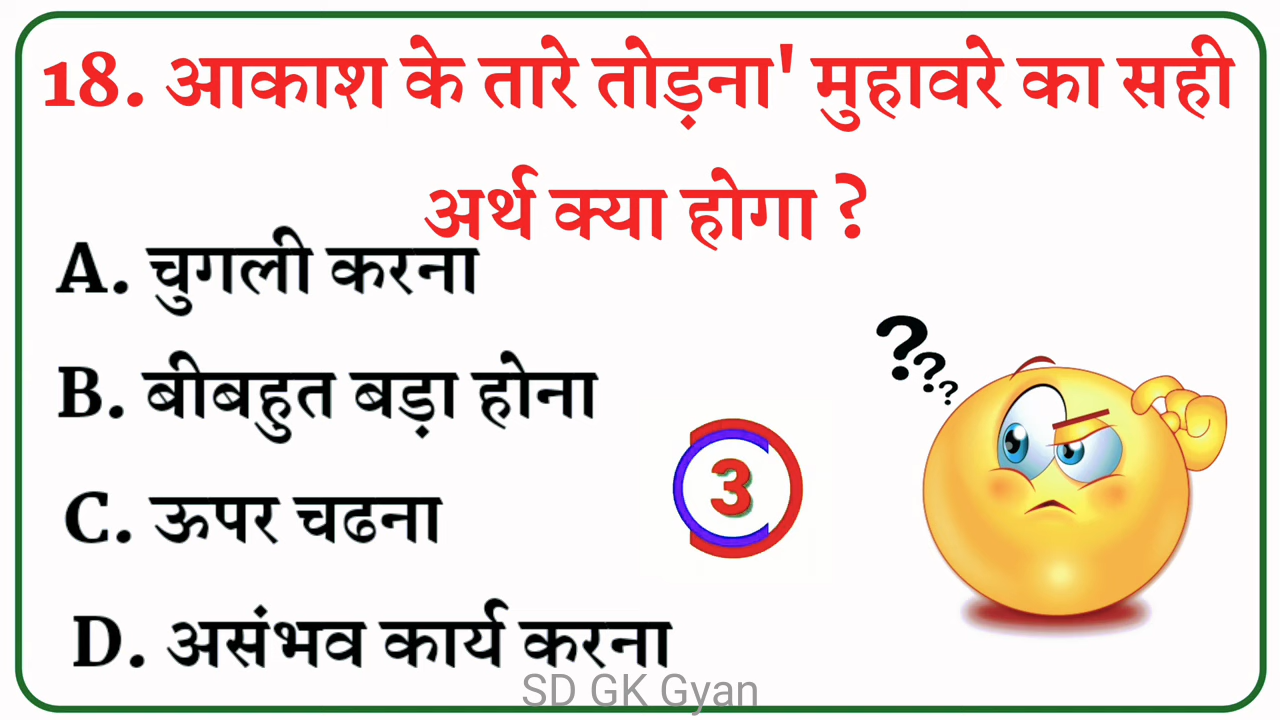 18. आकाश के तारे तोड़ना' मुहावरे का सही
अर्थ क्या होगा ?
A. चुगली करना
B. बीबहुत बड़ा होना
C. ऊपर चढना
D. असंभव कार्य करना
3
? ? ?
SD GK Gyan